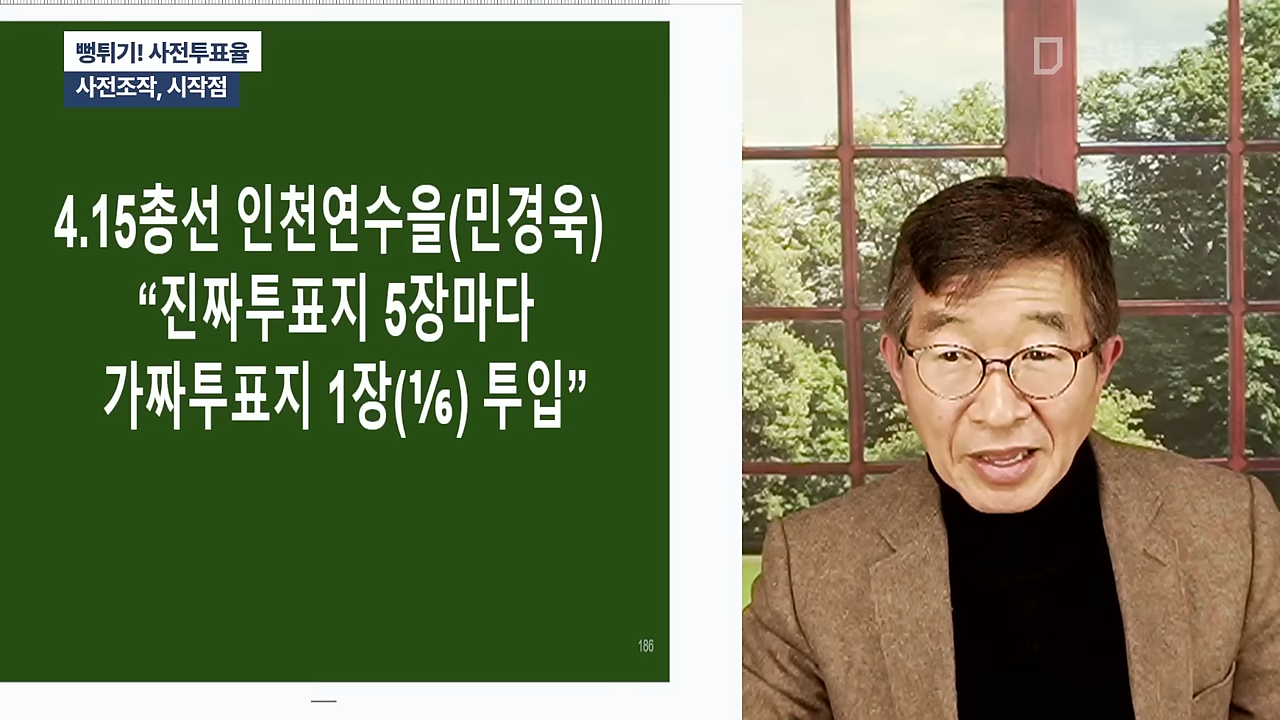 뻥튀기! 사전투표율
사전조작, 시작점
4.15총선 인천연수을(민경욱)
“진짜투표지 5장마다
가짜투표지 1장(⅙) 투입”
186